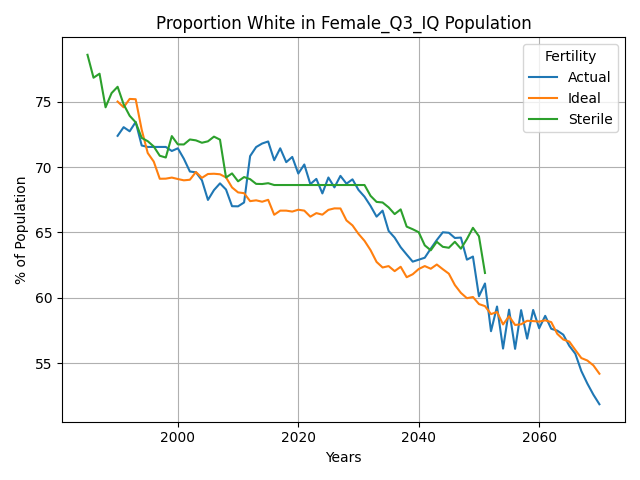 Proportion White in Female_Q3_IQ Population
Fertility
Actual
Ideal
Sterile
% of Population
75
70
65
60
55
2000 2020 2040 2060
Years